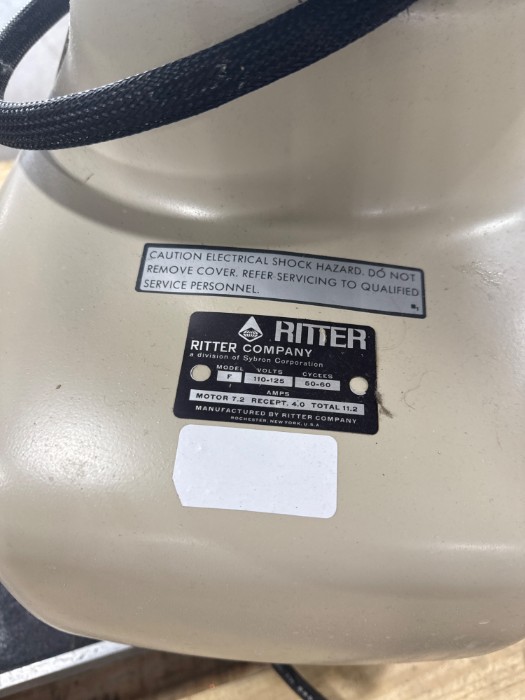 CAUTION ELECTRICAL SHOCK HAZARD. DO NOT
REMOVE COVER. REFER SERVICING TO QUALIFIED
SERVICE PERSONNEL.
RITTER
RITTER COMPANY
a division of Sybron Corporation
MODEL VOLTS CYCLES
F 110-125 60-60
AMPS
MOTOR 7.2 RECEPT. 4.0 TOTAL 11.2
MANUFACTURED BY RITTER COMPANY
ROCHESTER, NEW YORK, U.S.A.